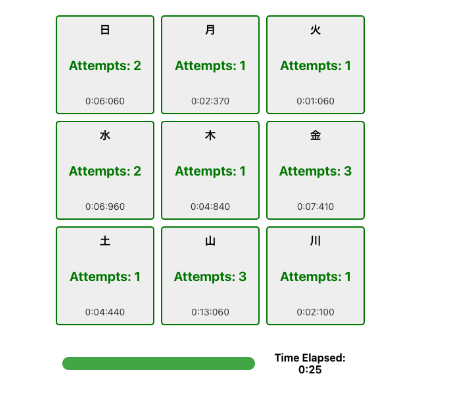 日
Attempts: 2
0:06:060
月
Attempts: 1
0:02:370
火
Attempts: 1
0:01:060
水
Attempts: 2
0:06:960
木
Attempts: 1
0:04:840
金
Attempts: 3
0:07:410
土
Attempts: 1
0:04:440
山
Attempts: 3
0:13:060
川
Attempts: 1
0:02:100
Time Elapsed:
0:25